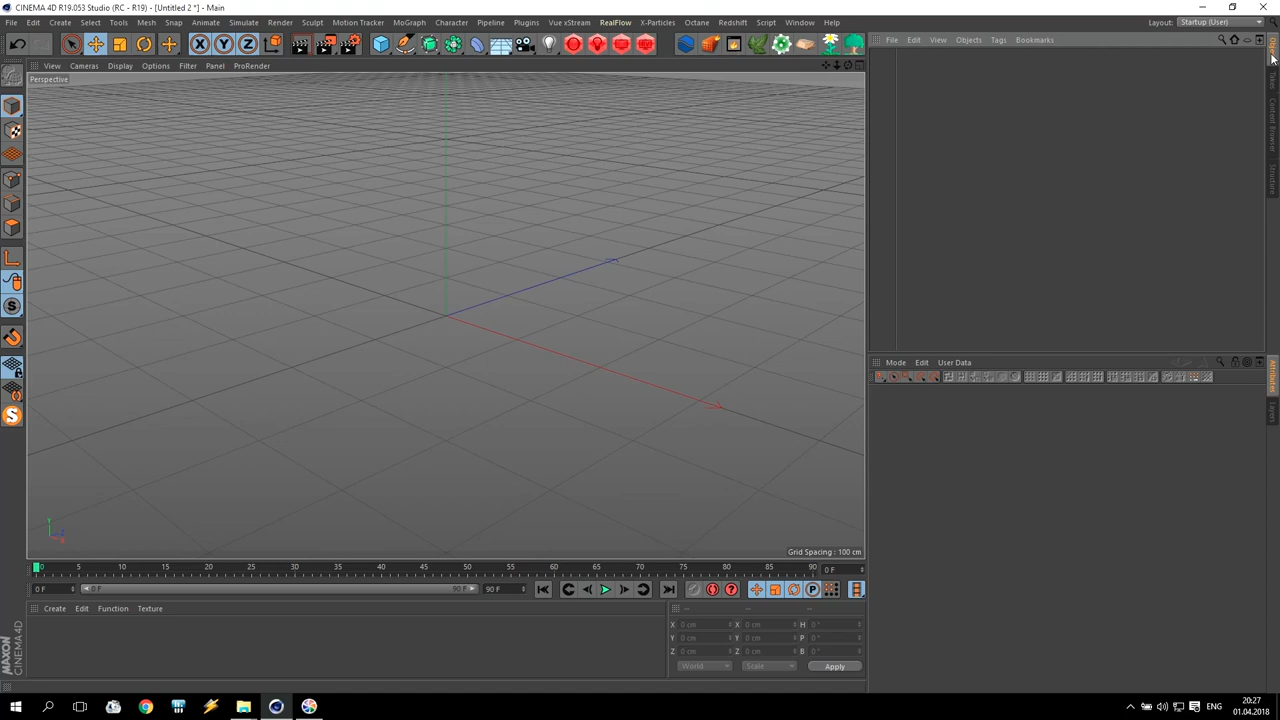 CINEMA 4D R19.053 Studio (RC - R19) - [Untitled 2 *] - Main
File Edit Create Select Tools Mesh Snap Animate Simulate Render Sculpt Motion Tracker MoGraph Character Pipeline Plugins Vue xStream RealFlow X-Particles Octane Redshift Script Window Help
Layout: Startup (User)
View Cameras Display Options Filter Panel ProRender
File Edit View Objects Tags Bookmarks
Perspective
Takes
Content Browser
Structure
Mode Edit User Data
Attributes
Layers
Y
Z
X
Grid Spacing : 100 cm
0 5 10 15 20 25 30 35 40 45 50 55 60 65 70 75 80 85 90 0 F
0 F 0 F 90 F 90 F
Create Edit Function Texture
-- -- --
X 0 cm X 0 cm H 0 °
Y 0 cm Y 0 cm P 0 °
Z 0 cm Z 0 cm B 0 °
World Scale Apply
MAXON
CINEMA 4D
ENG
20:27
01.04.2018